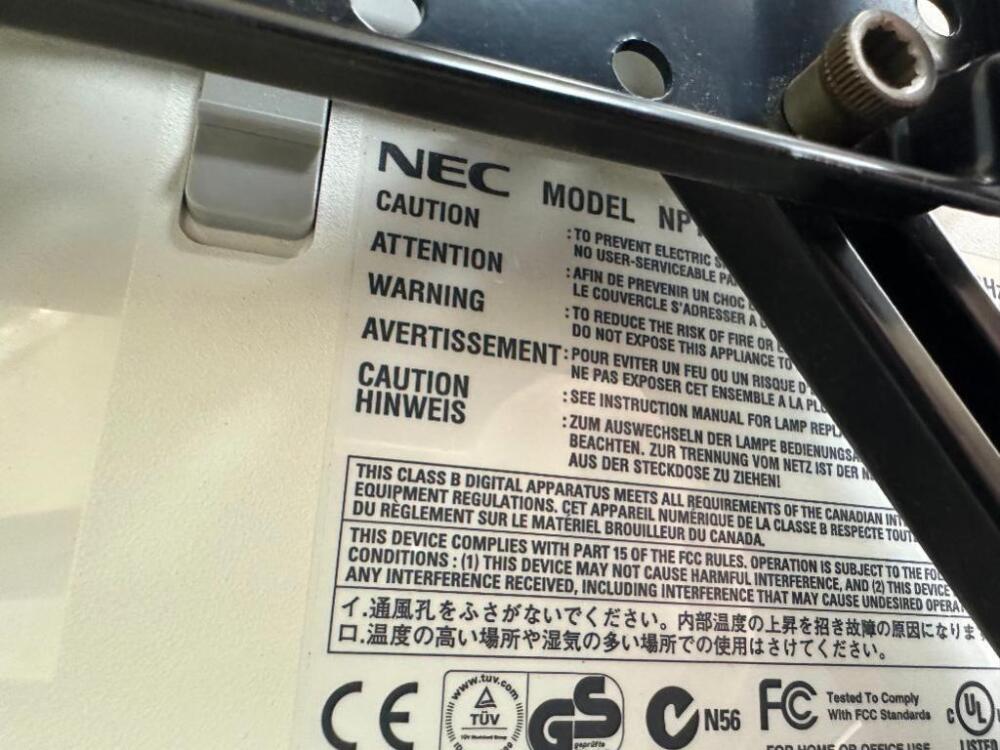 NEC MODEL NP
CAUTION : TO PREVENT ELECTRIC
NO USER-SERVICEABLE
ATTENTION : AFIN DE PREVENIR UN CHOC
LE COUVERCLE S'ADRESSER A
WARNING : TO REDUCE THE RISK OF FIRE OR
DO NOT EXPOSE THIS APPLIANCE TO
AVERTISSEMENT : POUR EVITER UN FEU OU UN RISQUE
NE PAS EXPOSER CET ENSEMBLE A LA
CAUTION : SEE INSTRUCTION MANUAL FOR LAMP
HINWEIS : ZUM AUSWECHSELN DER LAMPE
BEACHTEN. ZUR TRENNUNG VOM NETZ IST DER
AUS DER STECKDOSE ZU ZIEHEN!
THIS CLASS B DIGITAL APPARATUS MEETS ALL REQUIREMENTS OF THE CANADIAN
EQUIPMENT REGULATIONS. CET APPAREIL NUMÉRIQUE DE LA CLASSE B RESPECTE
DU RÈGLEMENT SUR LE MATÉRIEL BROUILLEUR DU CANADA.
THIS DEVICE COMPLIES WITH PART 15 OF THE FCC RULES. OPERATION IS SUBJECT TO THE
CONDITIONS : (1) THIS DEVICE MAY NOT CAUSE HARMFUL INTERFERENCE, AND (2) THIS DEVICE
ANY INTERFERENCE RECEIVED, INCLUDING INTERFERENCE THAT MAY CAUSE UNDESIRED
イ.通風孔をふさがないでください。内部温度の上昇を招き故障の原因になりま
ロ.温度の高い場所や湿気の多い場所での使用はさけてください。
CE
www.tuv.com
TÜV
GS
geprüfte
N56
FC
Tested To Comply
With FCC Standards
FOR HOME OR OFFICE USE
C UL
LISTED